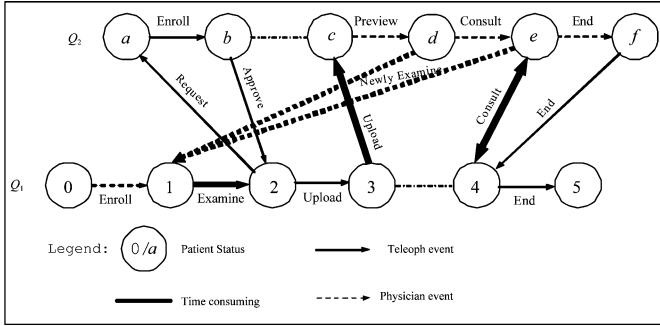 Enroll
Preview
Consult
End
Q2
a
b
c
d
e
f
Newly Examine
Request
Approve
Upload
Consult
End
Q1
0
1
2
3
4
5
Enroll
Examine
Upload
End
Legend:
0/a
Patient Status
Teleoph event
Time consuming
Physician event